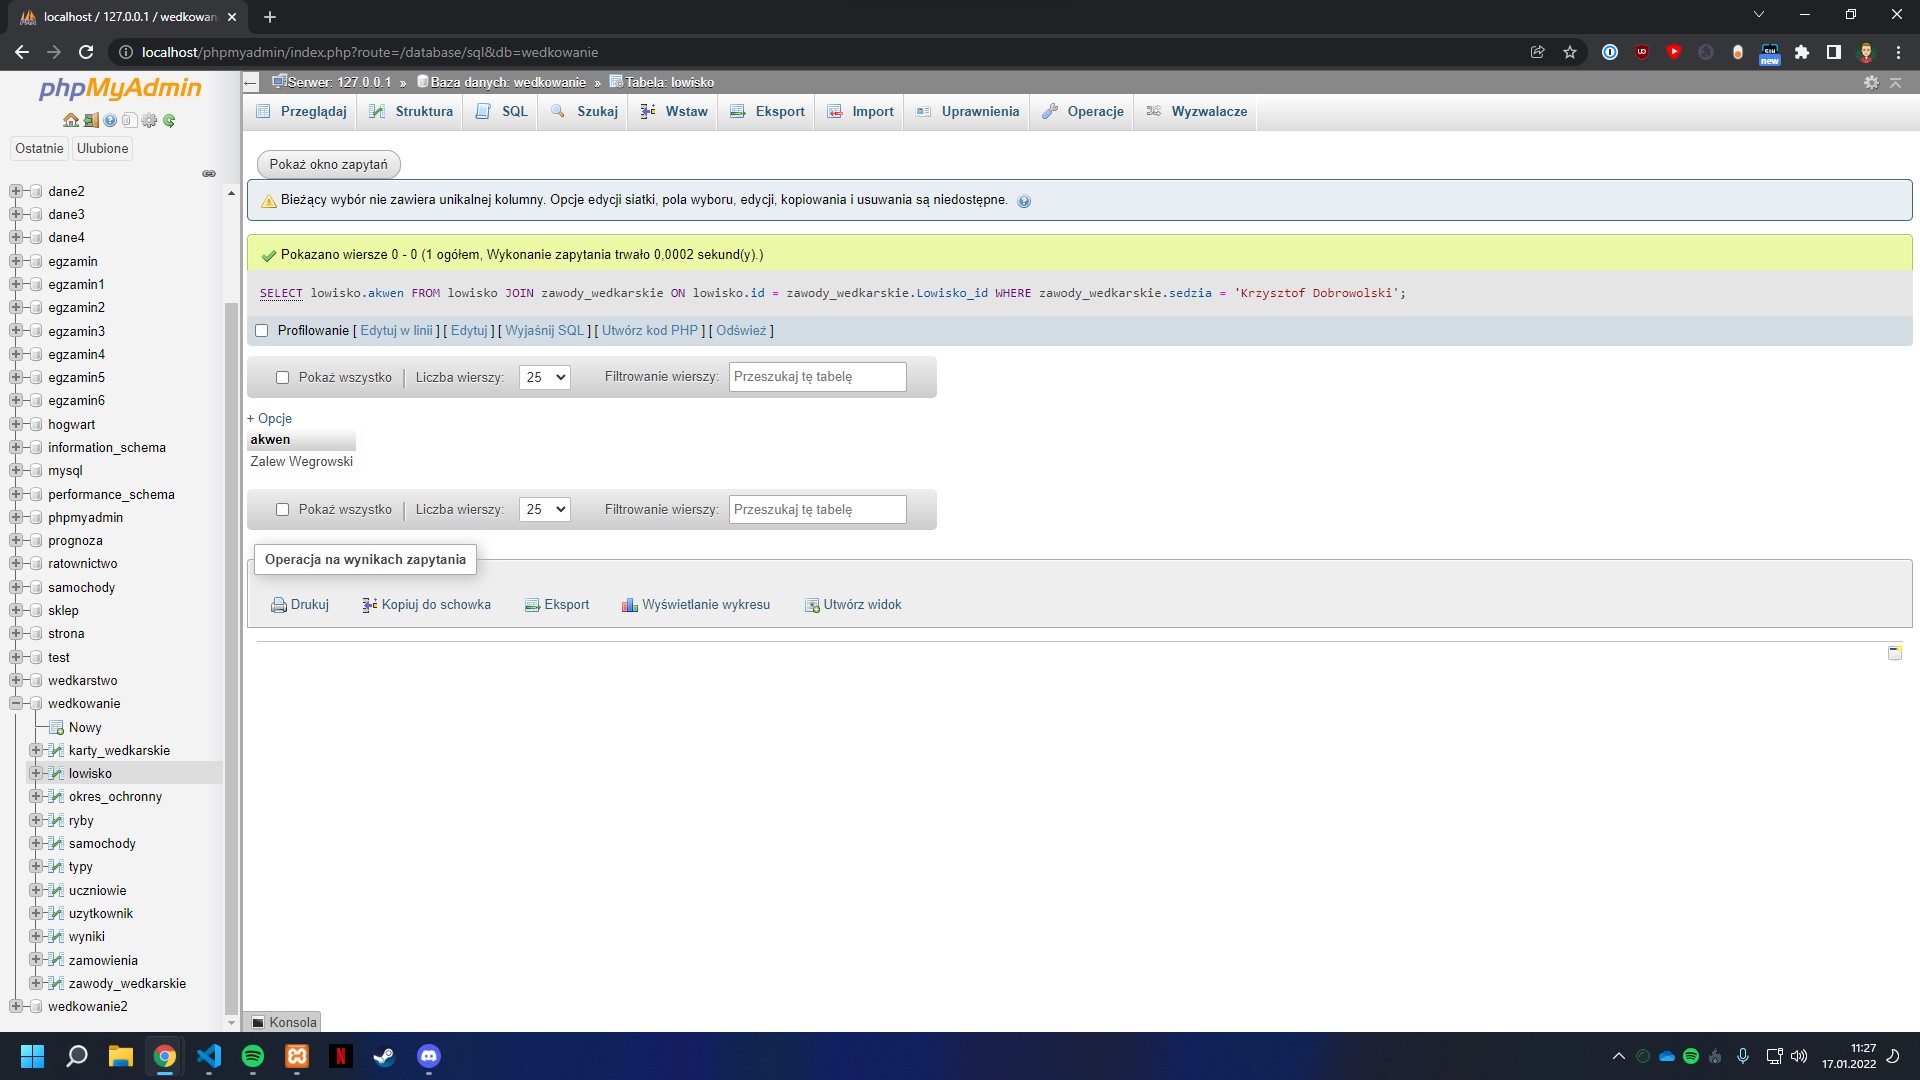 localhost / 127.0.0.1 / wedkowan
localhost/phpmyadmin/index.php?route=/database/sql&db=wedkowanie
new
phpMyAdmin
Ostatnie Ulubione
dane2
dane3
dane4
egzamin
egzamin1
egzamin2
egzamin3
egzamin4
egzamin5
egzamin6
hogwart
information_schema
mysql
performance_schema
phpmyadmin
prognoza
ratownictwo
samochody
sklep
strona
test
wedkarstwo
wedkowanie
Nowy
karty_wedkarskie
lowisko
okres_ochronny
ryby
samochody
typy
uczniowie
uzytkownik
wyniki
zamowienia
zawody_wedkarskie
wedkowanie2
Serwer: 127.0.0.1 » Baza danych: wedkowanie » Tabela: lowisko
Przeglądaj Struktura SQL Szukaj Wstaw Eksport Import Uprawnienia Operacje Wyzwalacze
Pokaż okno zapytań
Bieżący wybór nie zawiera unikalnej kolumny. Opcje edycji siatki, pola wyboru, edycji, kopiowania i usuwania są niedostępne.
Pokazano wiersze 0 - 0 (1 ogółem, Wykonanie zapytania trwało 0,0002 sekund(y).)
SELECT lowisko.akwen FROM lowisko JOIN zawody_wedkarskie ON lowisko.id = zawody_wedkarskie.Lowisko_id WHERE zawody_wedkarskie.sedzia = 'Krzysztof Dobrowolski';
Profilowanie [ Edytuj w linii ] [ Edytuj ] [ Wyjaśnij SQL ] [ Utwórz kod PHP ] [ Odśwież ]
Pokaż wszystko | Liczba wierszy: 25 Filtrowanie wierszy: Przeszukaj tę tabelę
+ Opcje
akwen
Zalew Wegrowski
Pokaż wszystko | Liczba wierszy: 25 Filtrowanie wierszy: Przeszukaj tę tabelę
Operacja na wynikach zapytania
Drukuj Kopiuj do schowka Eksport Wyświetlanie wykresu Utwórz widok
Konsola
11:27
17.01.2022